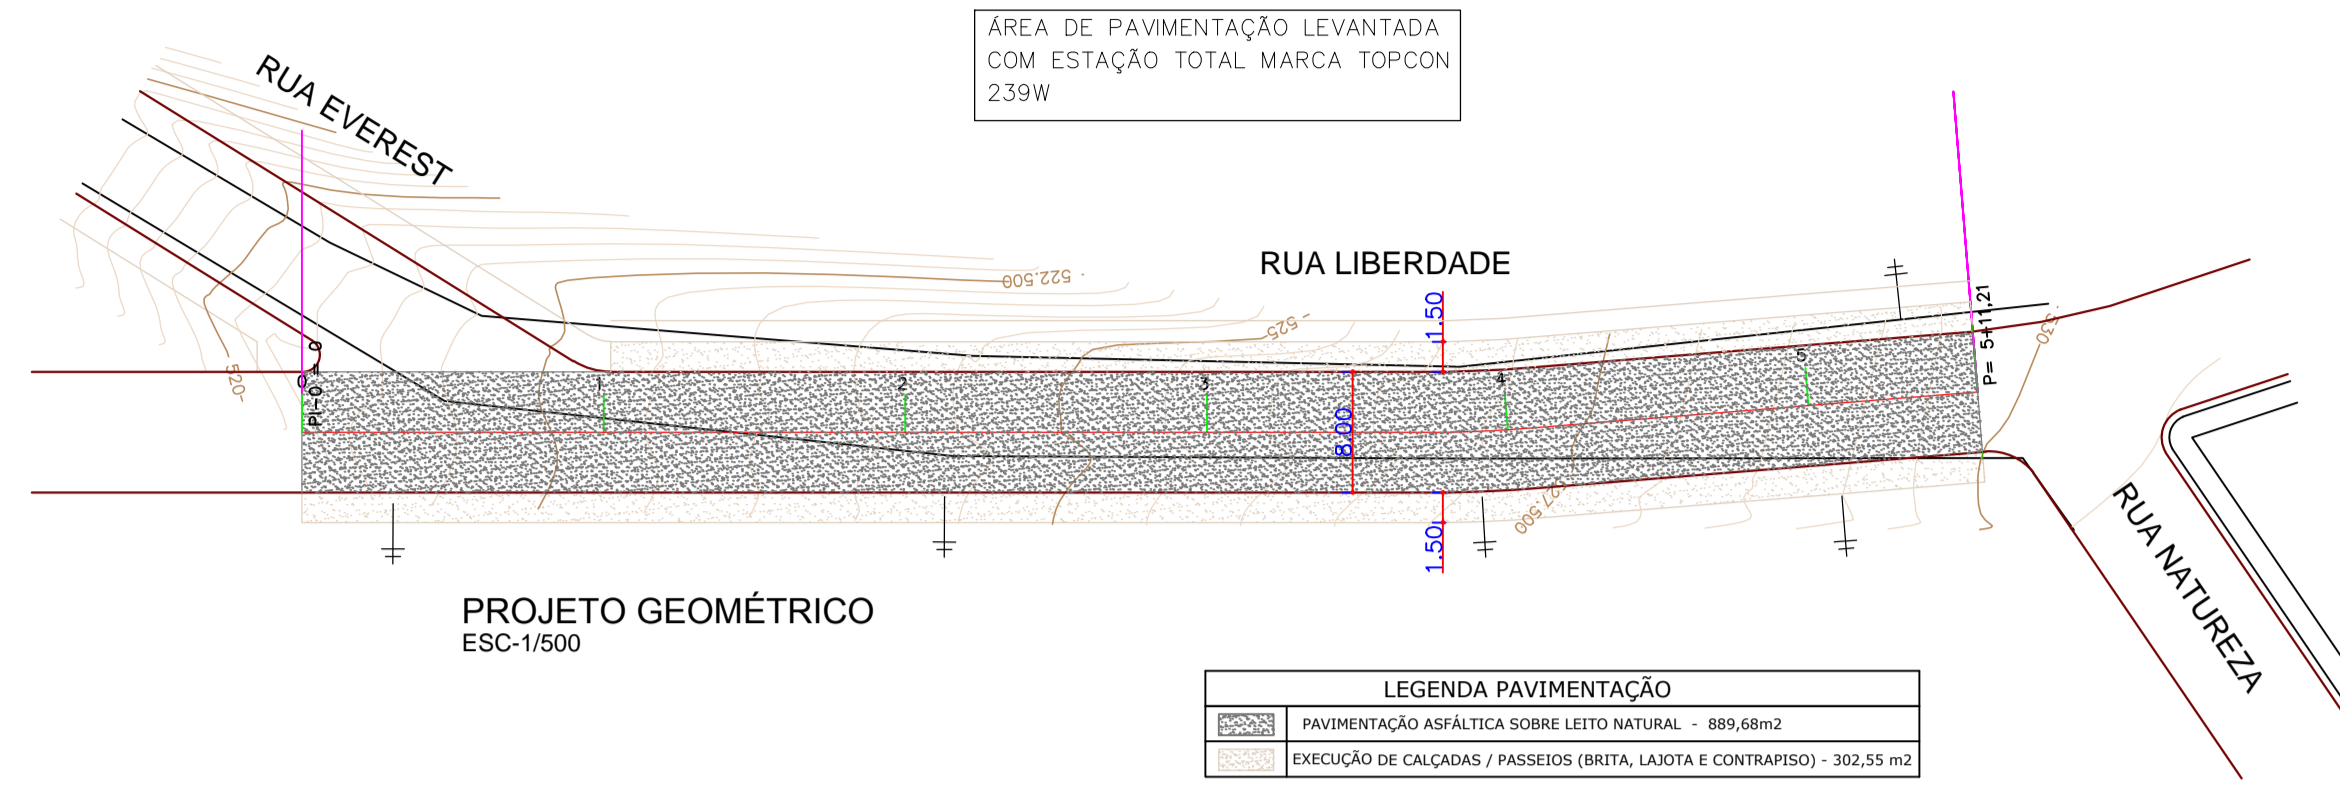 ÁREA DE PAVIMENTAÇÃO LEVANTADA
COM ESTAÇÃO TOTAL MARCA TOPCON
239W
RUA EVEREST
RUA LIBERDADE
- 522.500
- 525 -
1.50
P= 5+11,21
- 530
0
PI-0 = 0
1
2
3
4
5
- 520-
8.00
527.500
1.50
RUA NATUREZA
PROJETO GEOMÉTRICO
ESC-1/500
LEGENDA PAVIMENTAÇÃO
PAVIMENTAÇÃO ASFÁLTICA SOBRE LEITO NATURAL - 889,68m2
EXECUÇÃO DE CALÇADAS / PASSEIOS (BRITA, LAJOTA E CONTRAPISO) - 302,55 m2